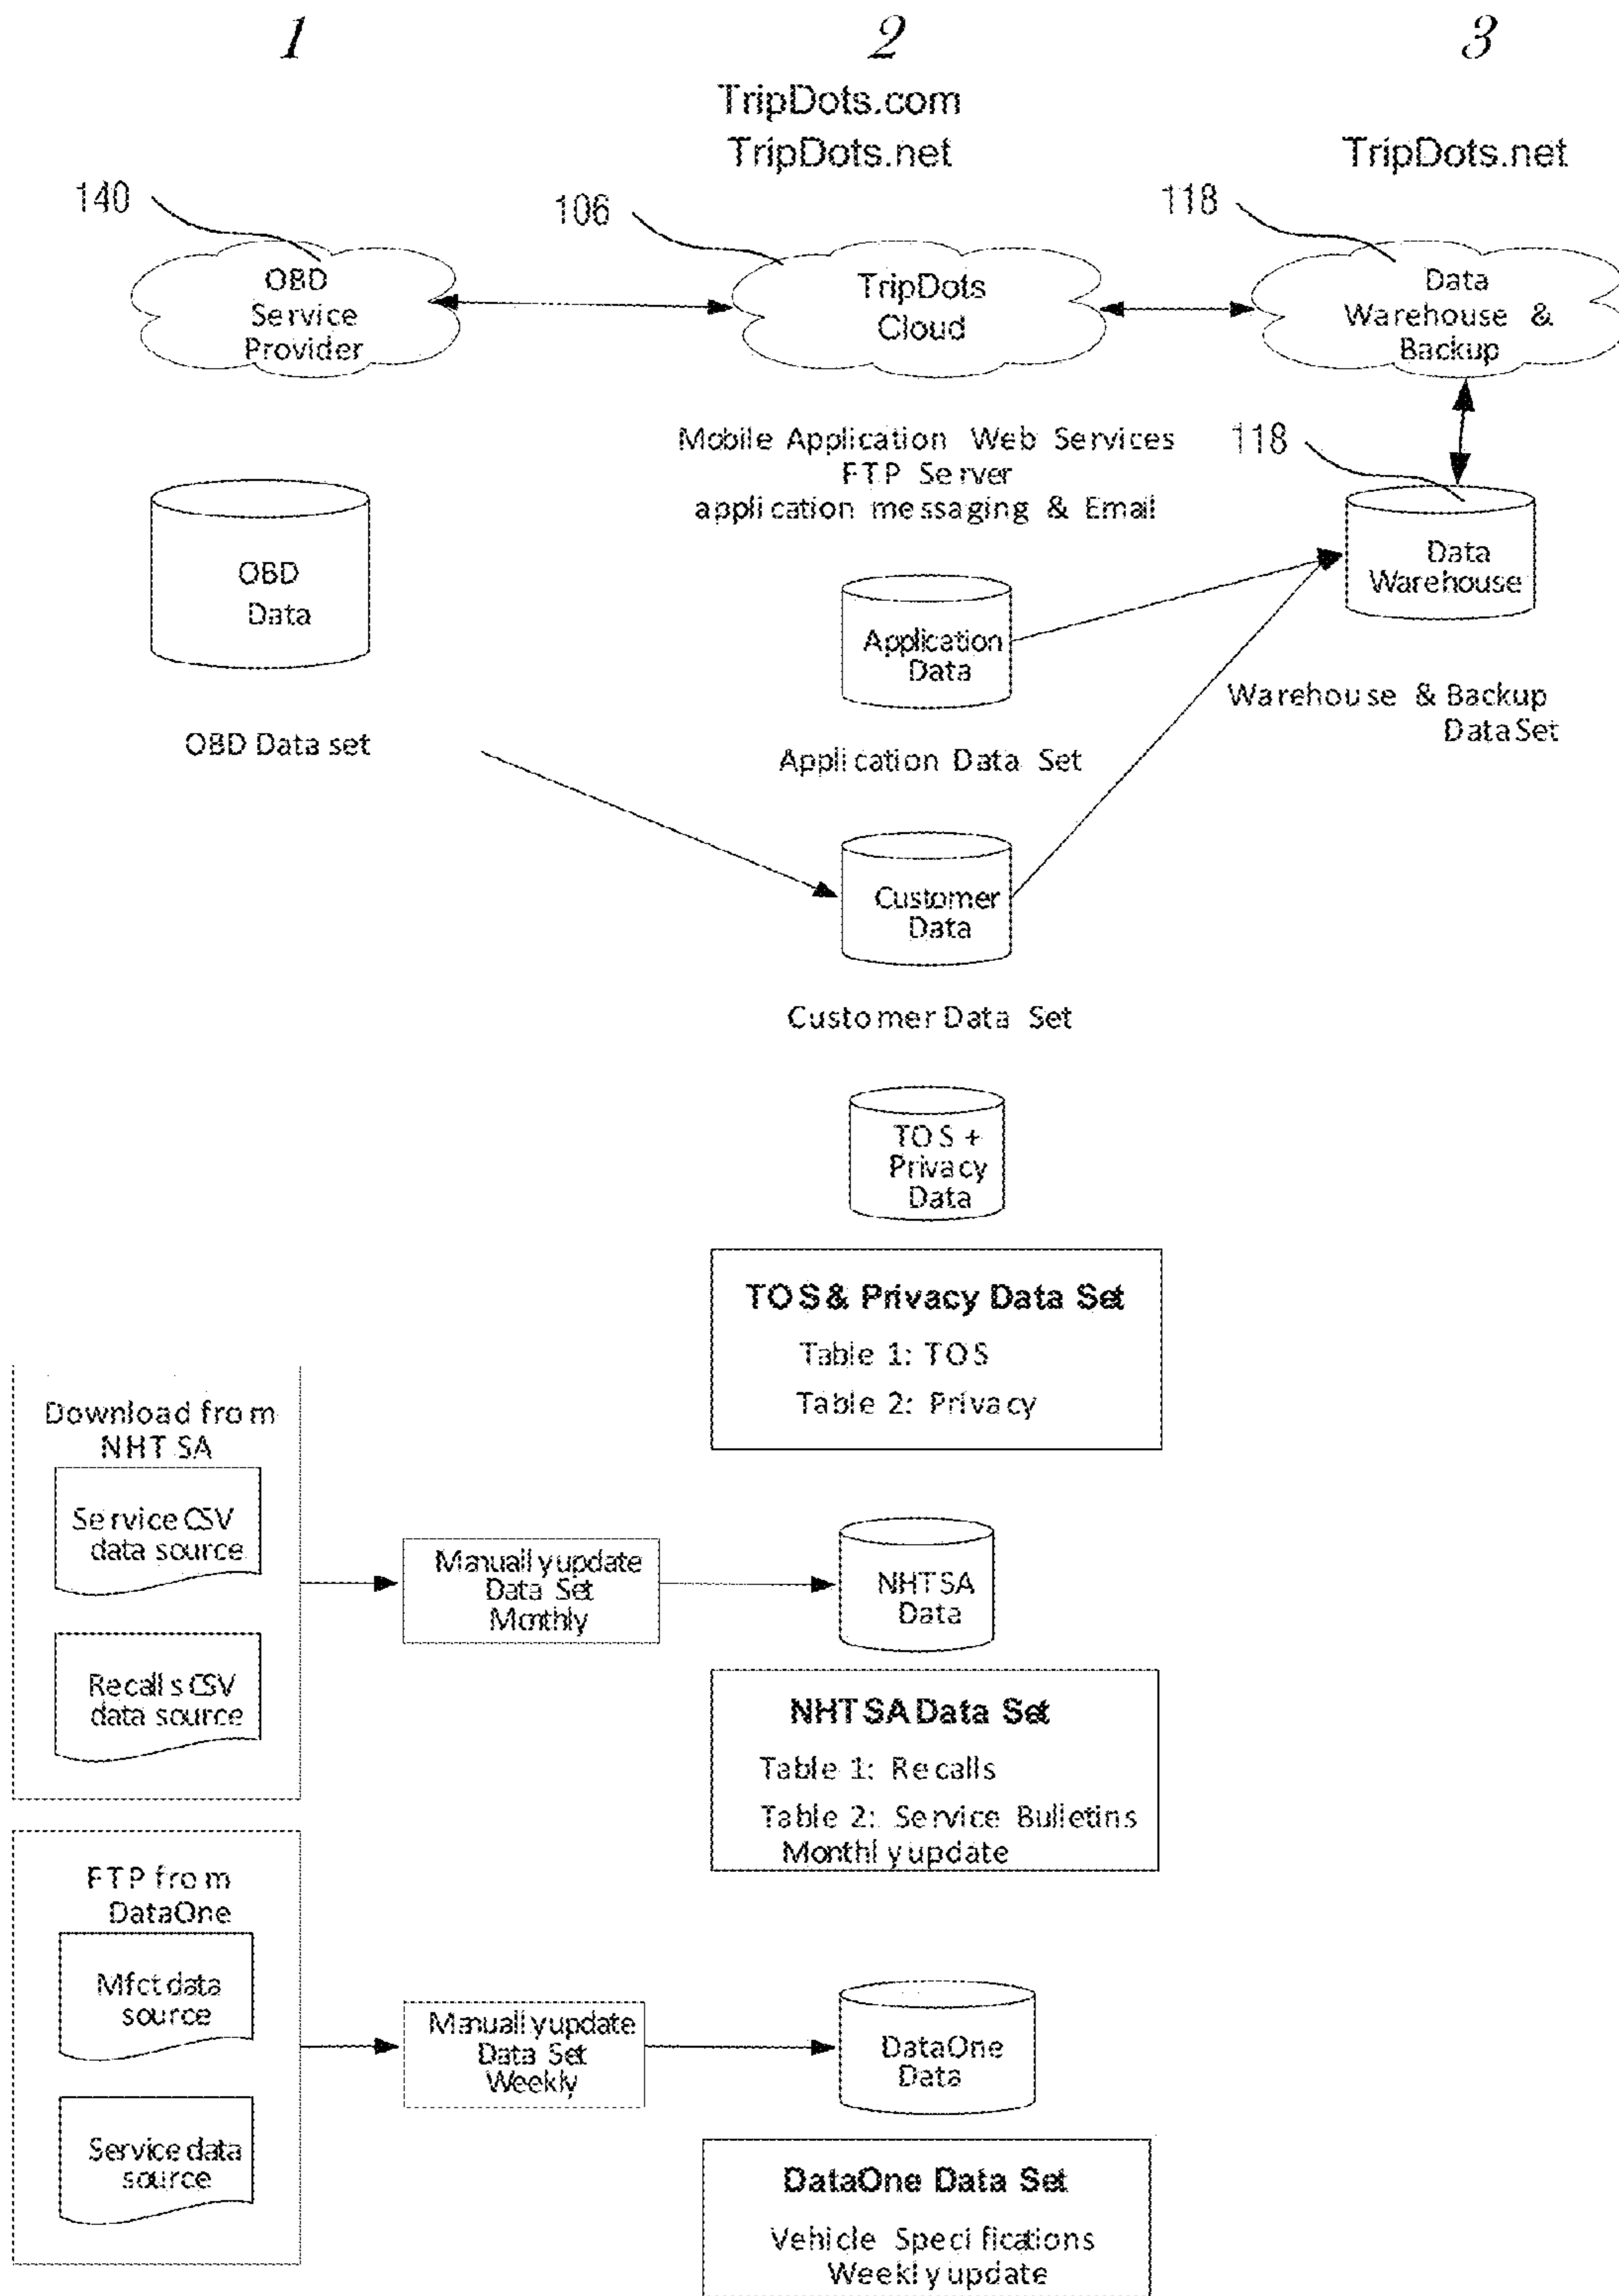 1
2
3
TripDots.com
TripDots.net
TripDots.net
140
106
118
OBD
Service
Provider
TripDots
Cloud
Data
Warehouse &
Backup
Mobile Application Web Services
FTP Server
application messaging & Email
118
OBD
Data
Application
Data
Data
Warehouse
OBD Data set
Application Data Set
Warehouse & Backup
DataSet
Customer
Data
Customer Data Set
TOS +
Privacy
Data
TOS & Privacy Data Set
Table 1: TOS
Table 2: Privacy
Download from
NHTSA
Service CSV
data source
Recalls CSV
data source
Manually update
Data Set
Monthly
NHTSA
Data
NHTSA Data Set
Table 1: Recalls
Table 2: Service Bulletins
Monthly update
FTP from
DataOne
Mfct data
source
Service data
source
Manually update
Data Set
Weekly
DataOne
Data
DataOne Data Set
Vehicle Specifications
Weekly update